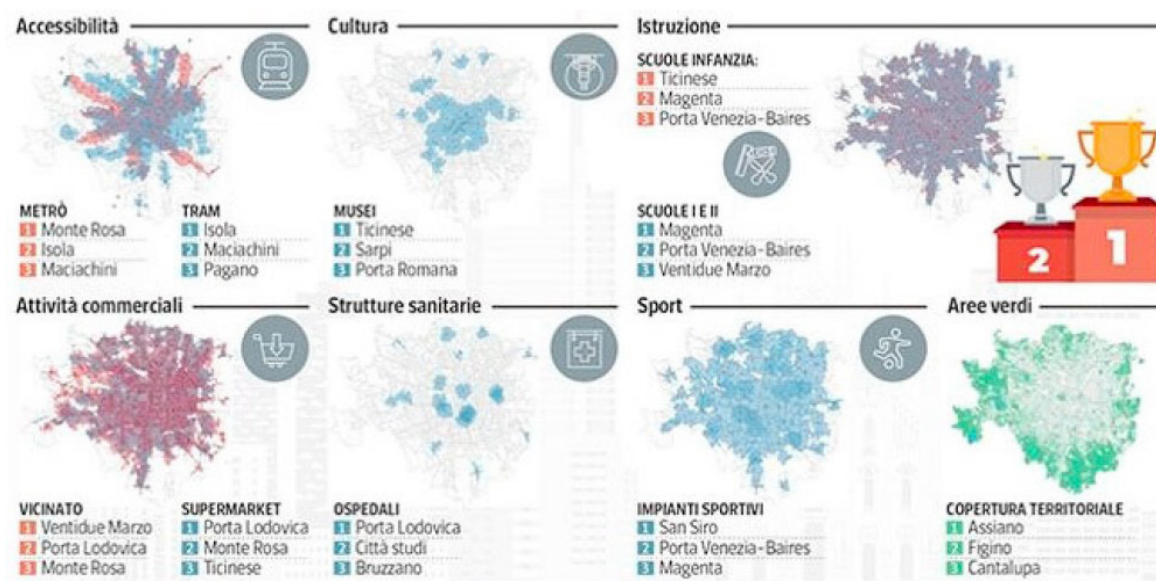 Accessibilità
METRÒ
1 Monte Rosa
2 Isola
3 Maciachini
TRAM
1 Isola
2 Maciachini
3 Pagano
Cultura
MUSEI
1 Ticinese
2 Sarpi
3 Porta Romana
Istruzione
SCUOLE INFANZIA:
1 Ticinese
2 Magenta
3 Porta Venezia-Baires
SCUOLE I E II
1 Magenta
2 Porta Venezia-Baires
3 Ventidue Marzo
2
1
Attività commerciali
VICINATO
1 Ventidue Marzo
2 Porta Lodovica
3 Monte Rosa
SUPERMARKET
1 Porta Lodovica
2 Monte Rosa
3 Ticinese
Strutture sanitarie
OSPEDALI
1 Porta Lodovica
2 Città studi
3 Bruzzano
Sport
IMPIANTI SPORTIVI
1 San Siro
2 Porta Venezia-Baires
3 Magenta
Aree verdi
COPERTURA TERRITORIALE
1 Assiano
2 Figino
3 Cantalupa